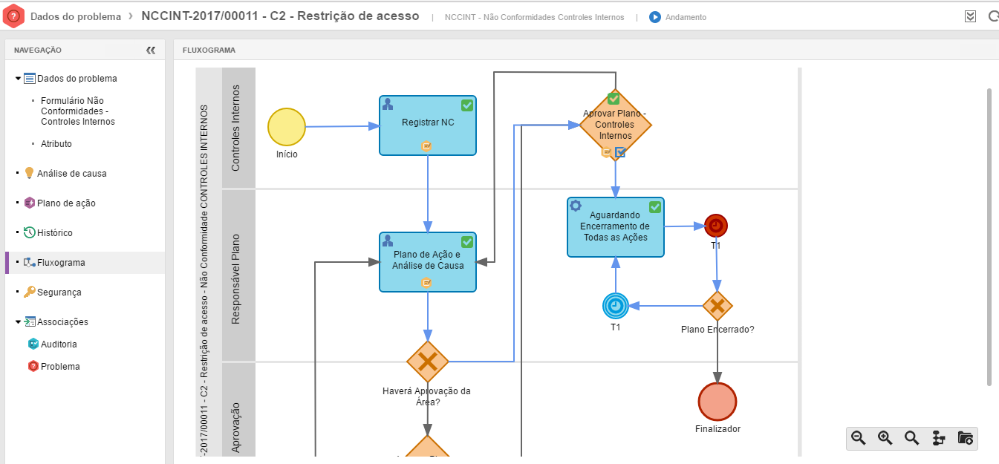 Dados do problema
NCCINT-2017/00011 - C2 - Restrição de acesso
| NCCINT - Não Conformidades Controles Internos |
Andamento
NAVEGAÇÃO
Dados do problema
Formulário Não
Conformidades -
Controles Internos
Atributo
Análise de causa
Plano de ação
Histórico
Fluxograma
Segurança
Associações
Auditoria
Problema
FLUXOGRAMA
-2017/00011 - C2 - Restrição de acesso - Não Conformidade CONTROLES INTERNOS
Controles Internos
Início
Registrar NC
Aprovar Plano -
Controles
Internos
Responsável Plano
Plano de Ação e
Análise de Causa
Aguardando
Encerramento de
Todas as Ações
T1
T1
Plano Encerrado?
Aprovação
Haverá Aprovação da
Área?
Finalizador